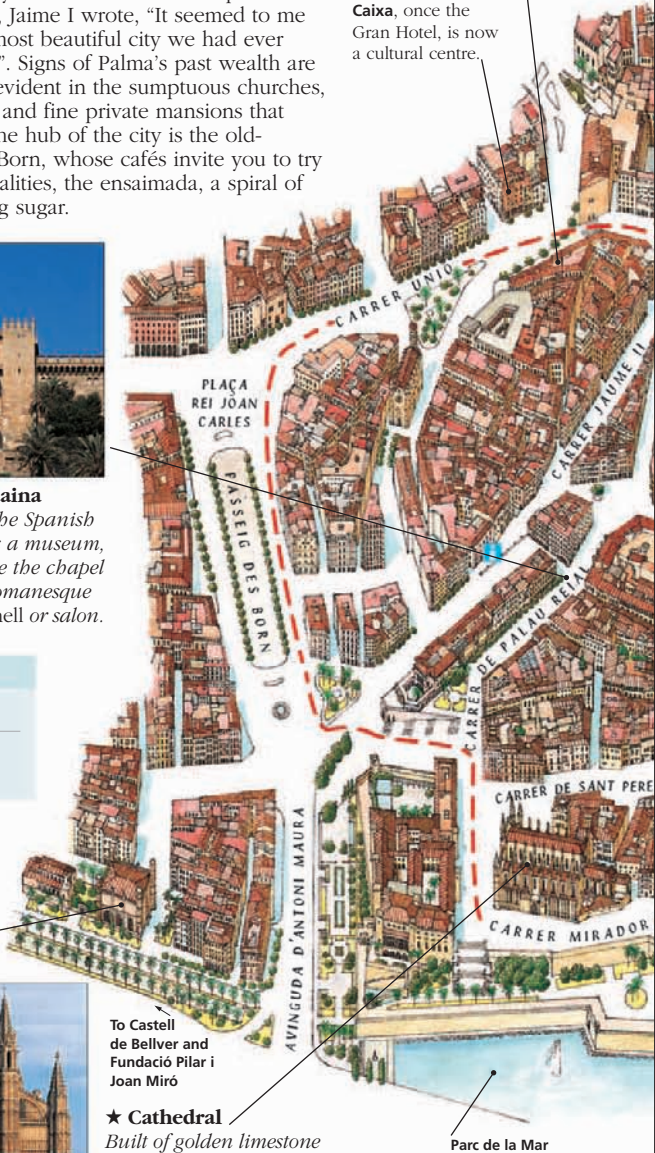 , Jaime I wrote, “It seemed to me
most beautiful city we had ever
”. Signs of Palma’s past wealth are
evident in the sumptuous churches,
and fine private mansions that
he hub of the city is the old-
Born, whose cafés invite you to try
alities, the ensaimada, a spiral of
g sugar.
Caixa, once the
Gran Hotel, is now
a cultural centre.
CARRER UNIÓ
PLAÇA
REI JOAN
CARLES
CARRER JAUME II
PASSEIG DES BORN
aina
he Spanish
a museum,
e the chapel
omanesque
nell or salon.
CARRER DE PALAU REIAL
CARRER DE SANT PERE
CARRER MIRADOR
AVINGUDA D'ANTONI MAURA
To Castell
de Bellver and
Fundació Pilar i
Joan Miró
★ Cathedral
Built of golden limestone
Parc de la Mar